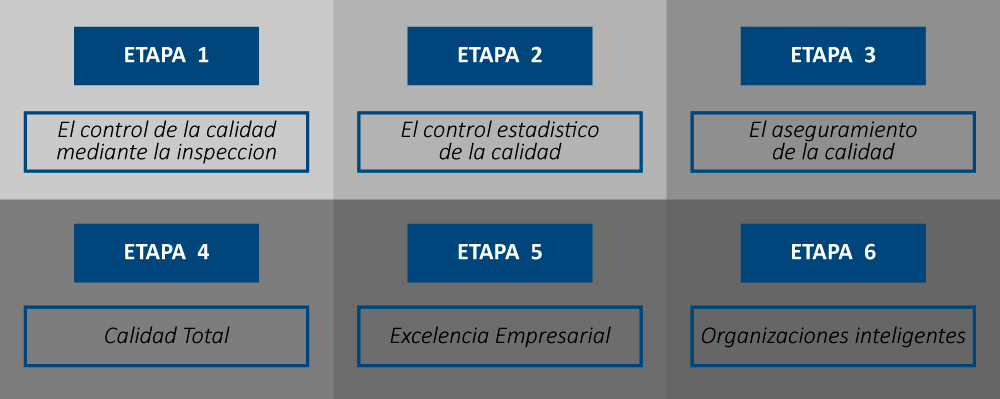 ETAPA 1
El control de la calidad
mediante la inspeccion
ETAPA 2
El control estadistico
de la calidad
ETAPA 3
El aseguramiento
de la calidad
ETAPA 4
Calidad Total
ETAPA 5
Excelencia Empresarial
ETAPA 6
Organizaciones inteligentes